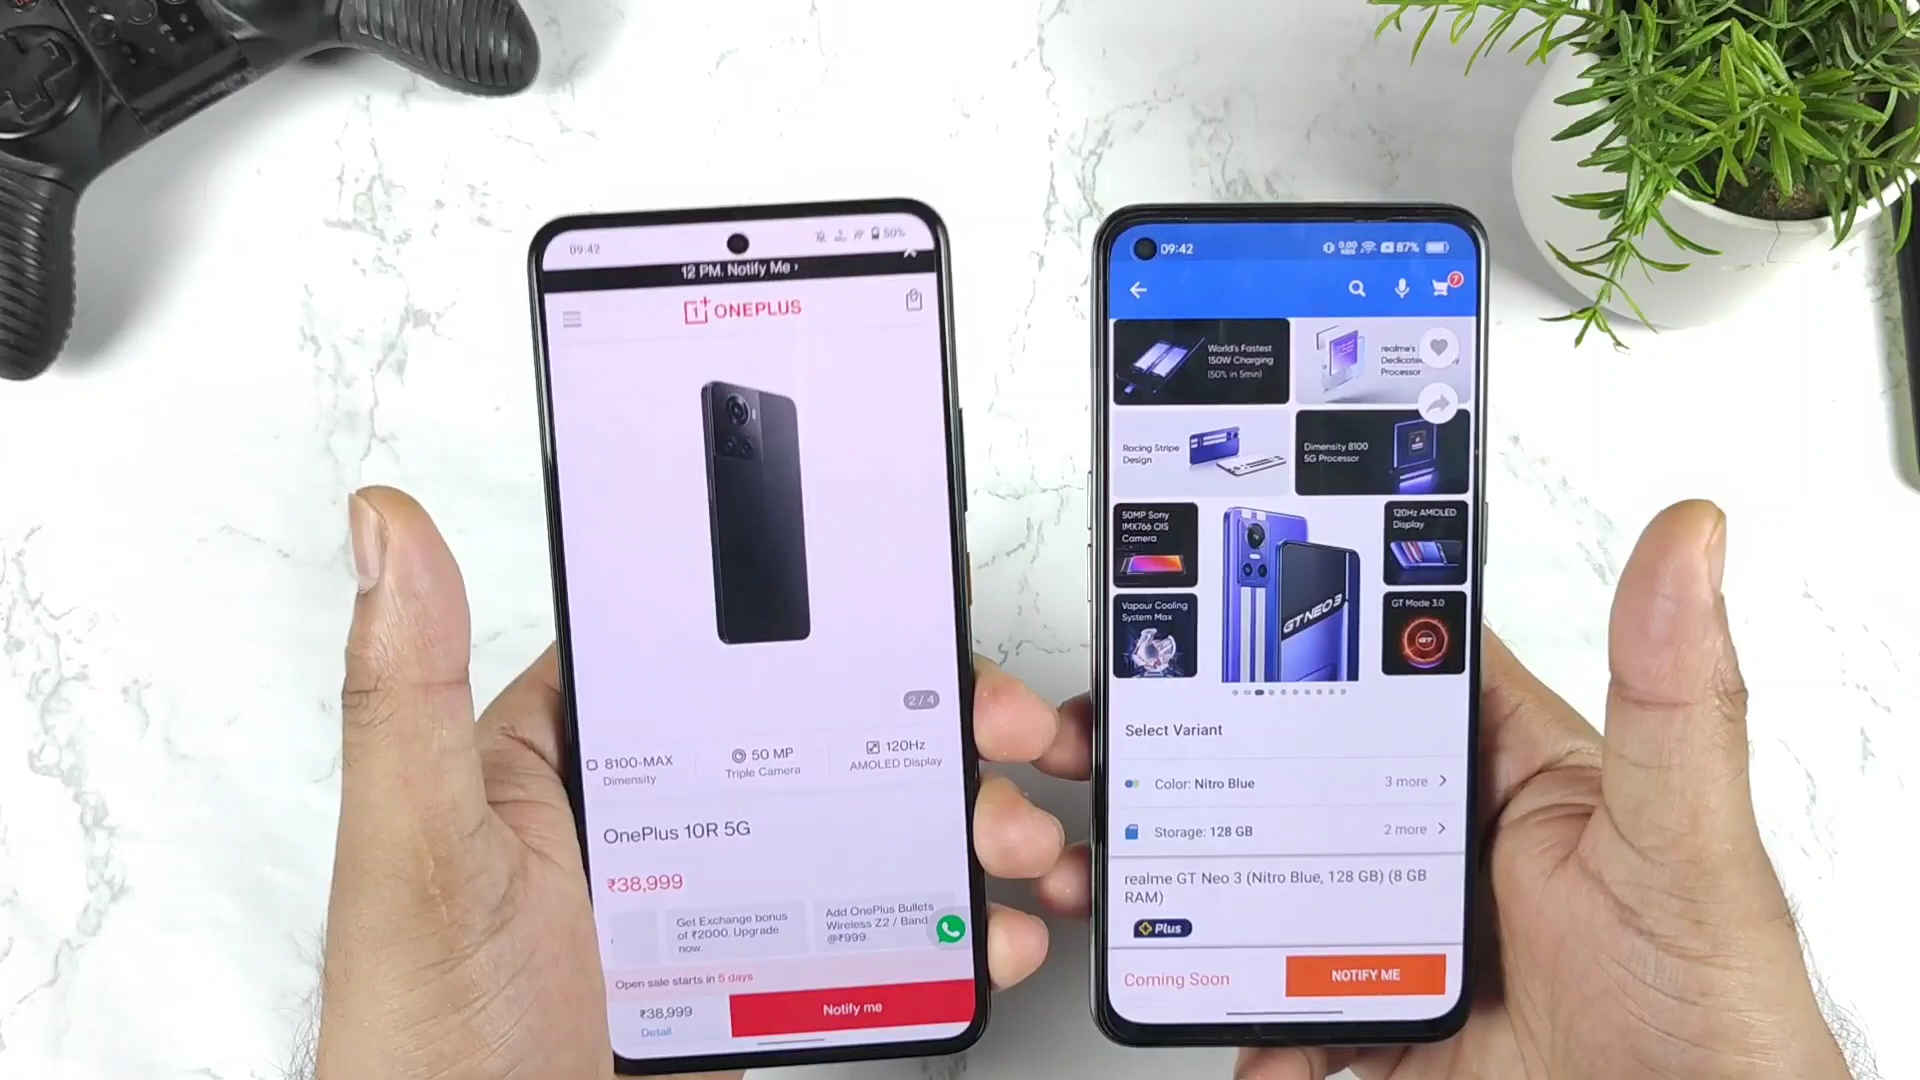 09:42
50%
12 PM. Notify Me ›
ONEPLUS
2 / 4
8100-MAX
Dimensity
50 MP
Triple Camera
120Hz
AMOLED Display
OnePlus 10R 5G
₹38,999
Get Exchange bonus
of ₹2000. Upgrade
now.
Add OnePlus Bullets
Wireless Z2 / Band
@₹999.
Open sale starts in 5 days
₹38,999
Detail
Notify me
09:42
0.00
87%
7
World's Fastest
150W Charging
(50% in 5min)
realme's
Dedicated
Processor
Racing Stripe
Design
Dimensity 8100
5G Processor
50MP Sony
IMX766 OIS
Camera
120Hz AMOLED
Display
Vapour Cooling
System Max
GT NEO 3
GT Mode 3.0
GT
Select Variant
Color: Nitro Blue
3 more
Storage: 128 GB
2 more
realme GT Neo 3 (Nitro Blue, 128 GB) (8 GB
RAM)
Plus
Coming Soon
NOTIFY ME